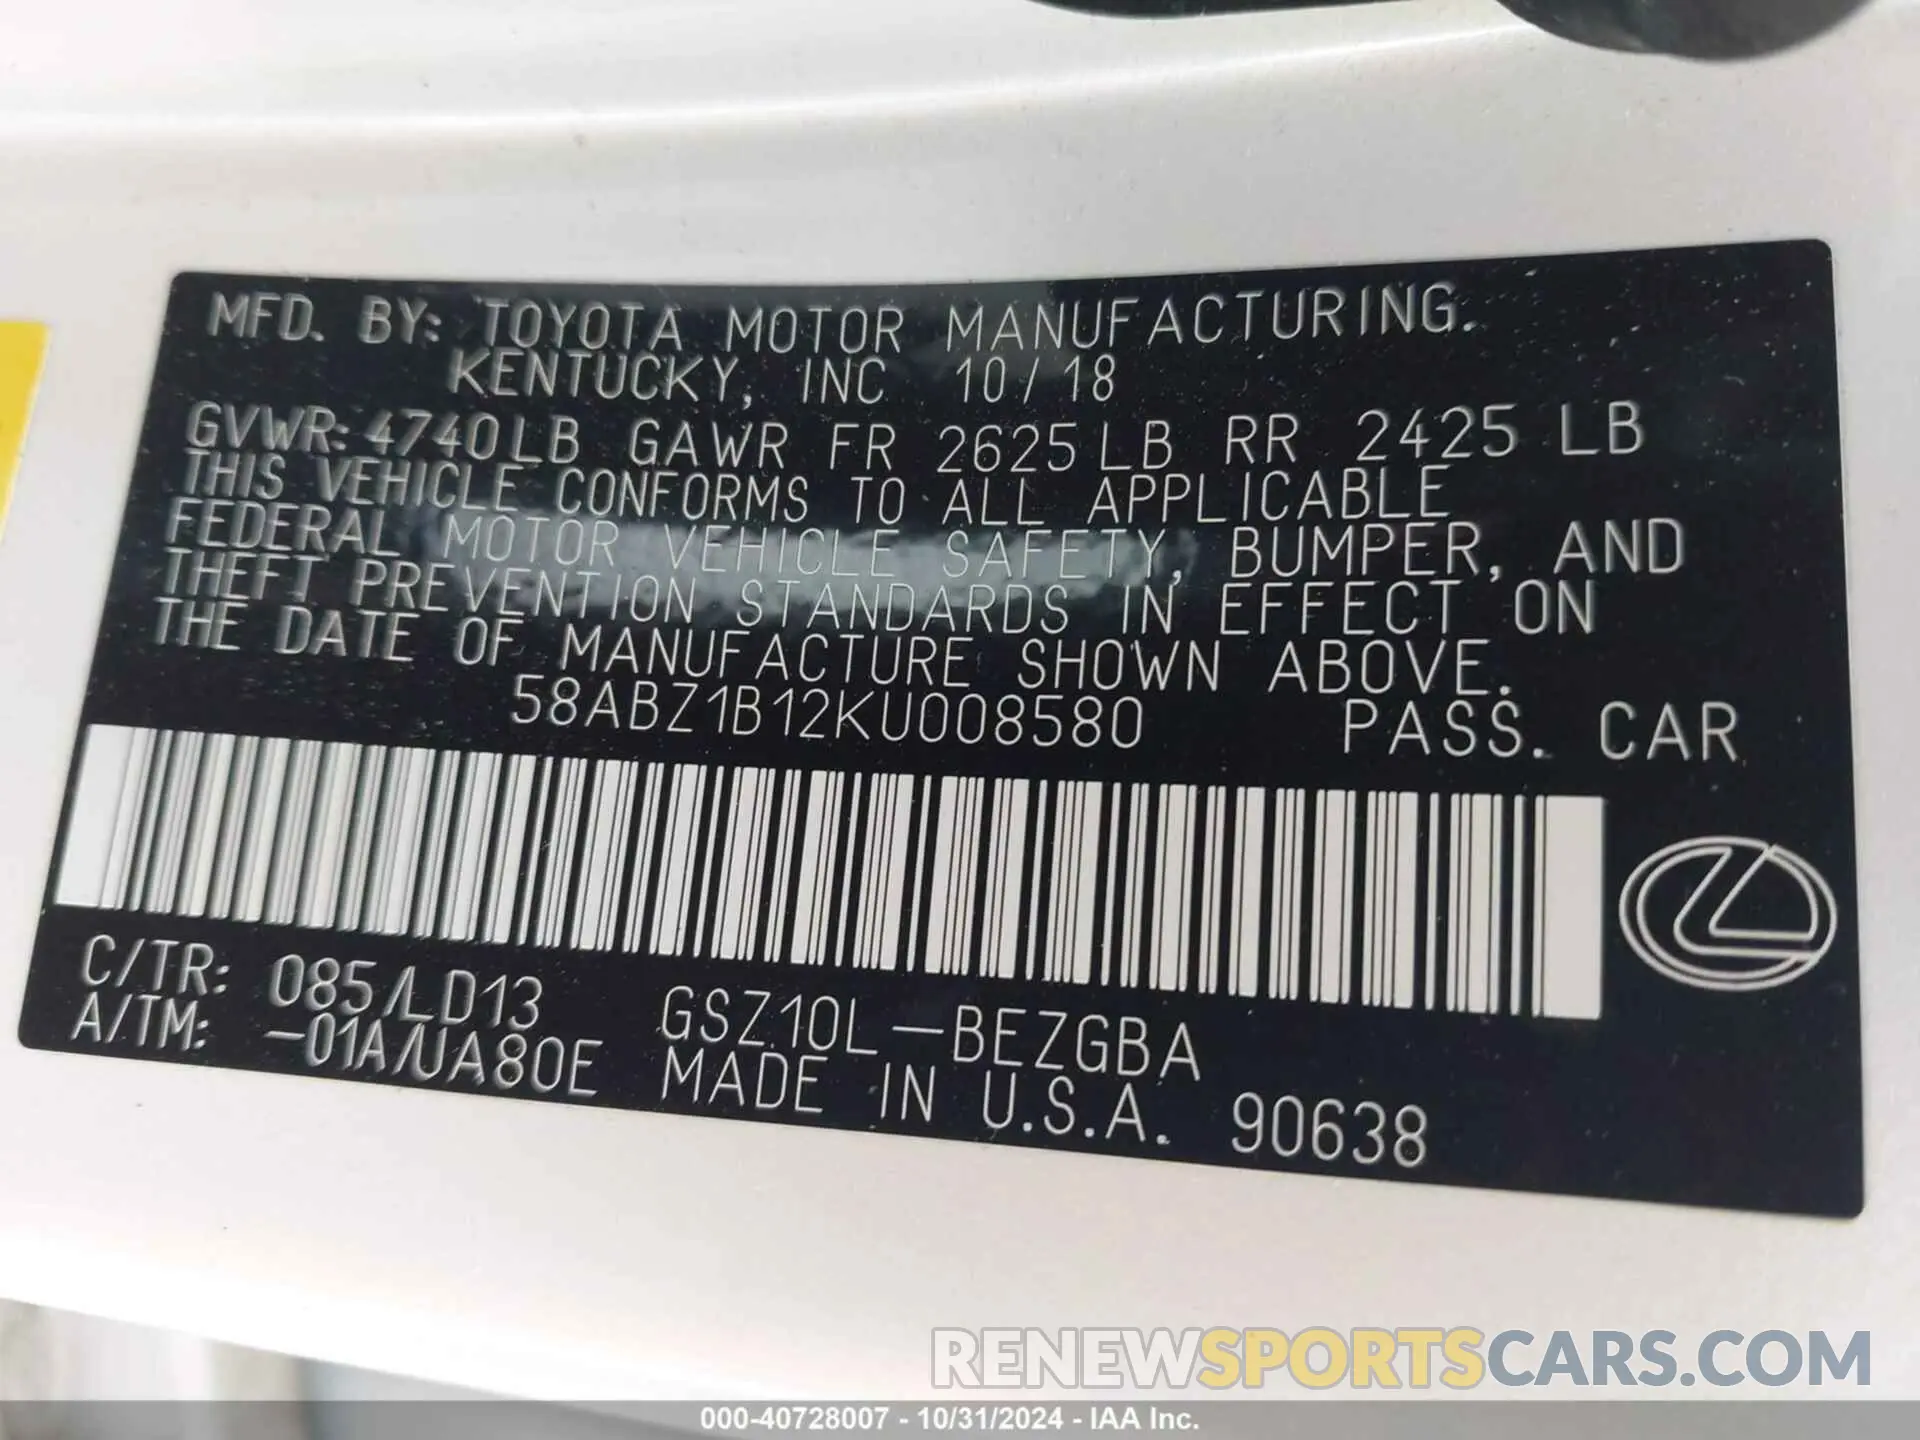 MFD. BY: TOYOTA MOTOR MANUFACTURING.
KENTUCKY, INC 10/18
GVWR: 4740LB GAWR FR 2625LB RR 2425 LB
THIS VEHICLE CONFORMS TO ALL APPLICABLE
FEDERAL MOTOR VEHICLE SAFETY, BUMPER, AND
THEFT PREVENTION STANDARDS IN EFFECT ON
THE DATE OF MANUFACTURE SHOWN ABOVE.
58ABZ1B12KU008580 PASS. CAR
C/TR: 085/LD13 GSZ10L-BEZGBA
A/TM: -01A/UA80E MADE IN U.S.A. 90638
RENEWSPORTSCARS.COM
000-40728007 - 10/31/2024 - IAA Inc.